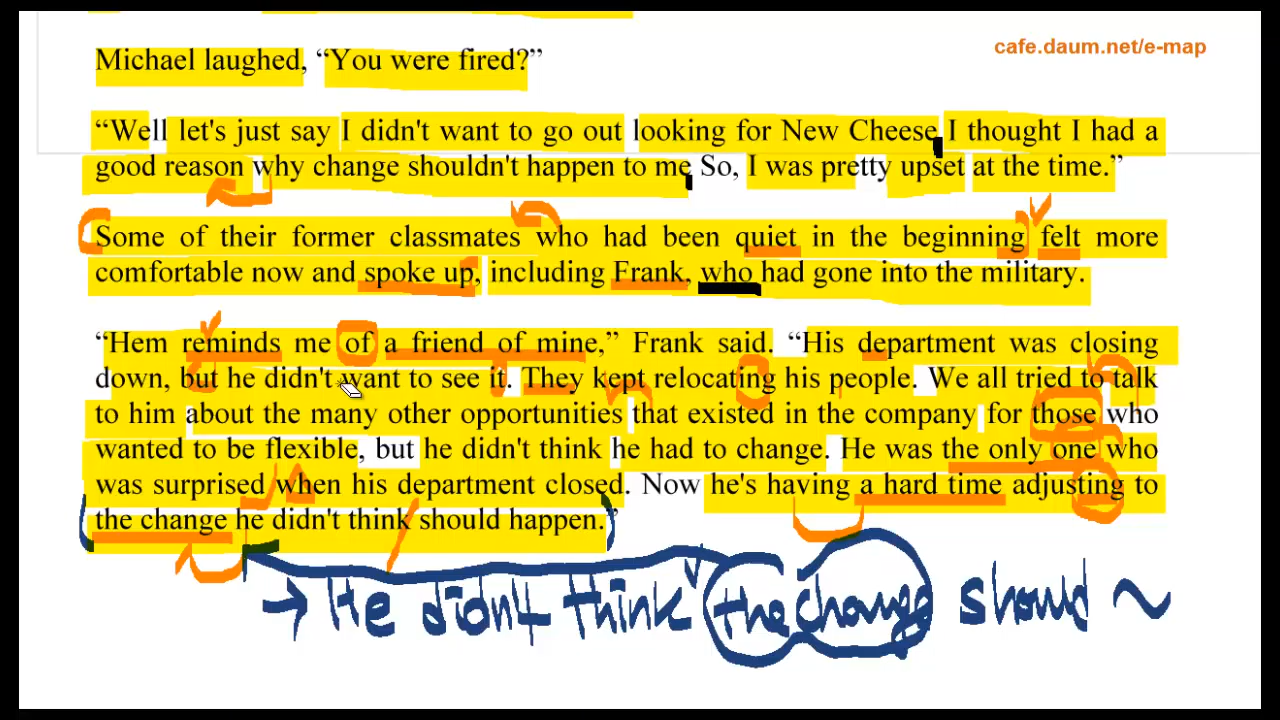 cafe.daum.net/e-map
Michael laughed, “You were fired?”
“Well let's just say I didn't want to go out looking for New Cheese I thought I had a
good reason why change shouldn't happen to me So, I was pretty upset at the time.”
Some of their former classmates who had been quiet in the beginning felt more
comfortable now and spoke up, including Frank, who had gone into the military.
“Hem reminds me of a friend of mine,” Frank said. “His department was closing
down, but he didn't want to see it. They kept relocating his people. We all tried to talk
to him about the many other opportunities that existed in the company for those who
wanted to be flexible, but he didn't think he had to change. He was the only one who
was surprised when his department closed. Now he's having a hard time adjusting to
the change he didn't think should happen.”
→ He didn't think the change should ~